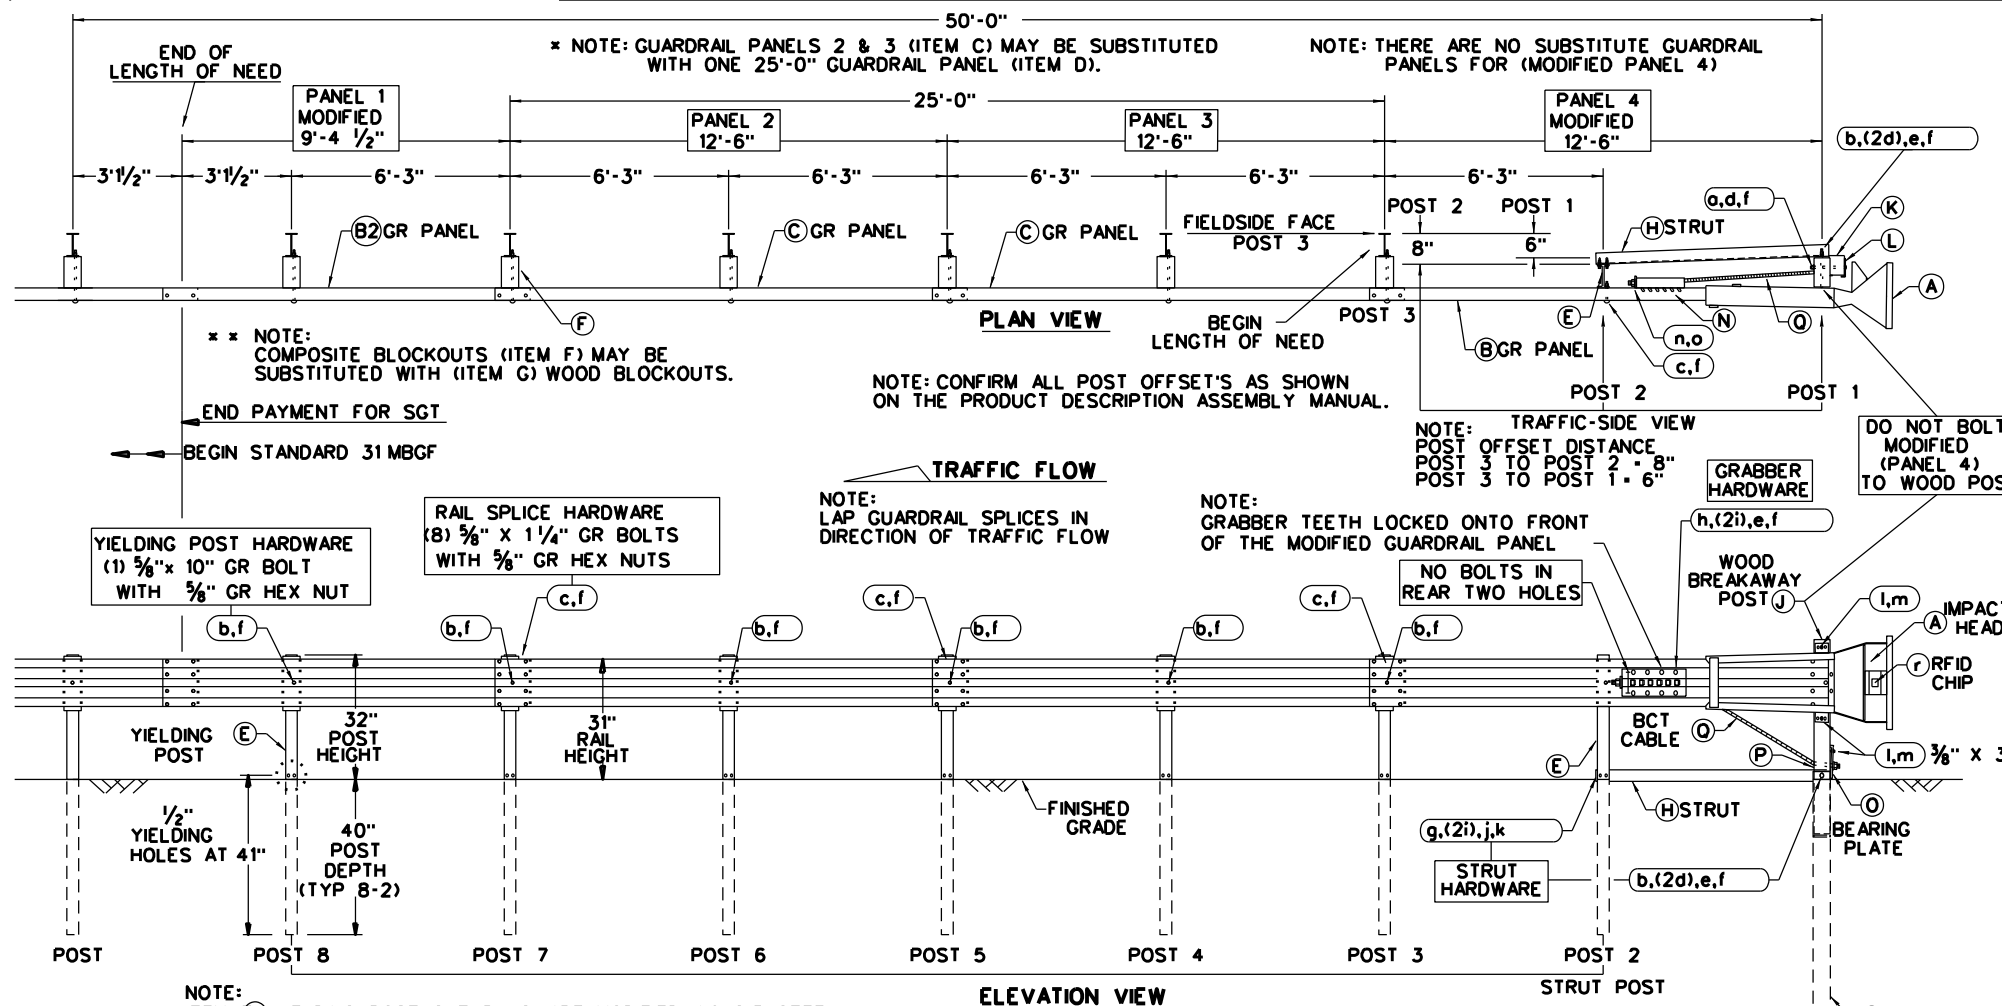 50'-0"
END OF
LENGTH OF NEED
* NOTE: GUARDRAIL PANELS 2 & 3 (ITEM C) MAY BE SUBSTITUTED
WITH ONE 25'-0" GUARDRAIL PANEL (ITEM D).
NOTE: THERE ARE NO SUBSTITUTE GUARDRAIL
PANELS FOR (MODIFIED PANEL 4)
PANEL 1
MODIFIED
9'-4 1/2"
25'-0"
PANEL 2
12'-6"
PANEL 3
12'-6"
PANEL 4
MODIFIED
12'-6"
b,(2d),e,f
3'1/2"
3'1/2"
6'-3"
6'-3"
6'-3"
6'-3"
6'-3"
6'-3"
POST 2
POST 1
a,d,f
K
B2 GR PANEL
C GR PANEL
C GR PANEL
FIELDSIDE FACE
POST 3
8"
6"
H STRUT
L
A
F
PLAN VIEW
BEGIN
LENGTH OF NEED
POST 3
E
N
Q
n,o
B GR PANEL
c,f
* * NOTE:
COMPOSITE BLOCKOUTS (ITEM F) MAY BE
SUBSTITUTED WITH (ITEM G) WOOD BLOCKOUTS.
NOTE: CONFIRM ALL POST OFFSET'S AS SHOWN
ON THE PRODUCT DESCRIPTION ASSEMBLY MANUAL.
POST 2
POST 1
END PAYMENT FOR SGT
TRAFFIC-SIDE VIEW
NOTE:
POST OFFSET DISTANCE
POST 3 TO POST 2 = 8"
POST 3 TO POST 1 = 6"
DO NOT BOLT
MODIFIED
(PANEL 4)
TO WOOD POS
BEGIN STANDARD 31 MBGF
TRAFFIC FLOW
GRABBER
HARDWARE
NOTE:
LAP GUARDRAIL SPLICES IN
DIRECTION OF TRAFFIC FLOW
NOTE:
GRABBER TEETH LOCKED ONTO FRONT
OF THE MODIFIED GUARDRAIL PANEL
h,(2i),e,f
RAIL SPLICE HARDWARE
(8) 5/8" X 1 1/4" GR BOLTS
WITH 5/8" GR HEX NUTS
YIELDING POST HARDWARE
(1) 5/8"x 10" GR BOLT
WITH 5/8" GR HEX NUT
NO BOLTS IN
REAR TWO HOLES
WOOD
BREAKAWAY
POST J
l,m
c,f
c,f
c,f
A IMPACT
HEAD
b,f
b,f
b,f
b,f
b,f
b,f
r RFID
CHIP
YIELDING
POST
E
32"
POST
HEIGHT
31"
RAIL
HEIGHT
BCT
CABLE
Q
E
P
l,m
3/8" X 3
1/2"
YIELDING
HOLES AT 41"
40"
POST
DEPTH
(TYP 8-2)
FINISHED
GRADE
H STRUT
O
BEARING
PLATE
g,(2i),j,k
STRUT
HARDWARE
b,(2d),e,f
POST
POST 8
POST 7
POST 6
POST 5
POST 4
POST 3
POST 2
STRUT POST
NOTE:
ELEVATION VIEW